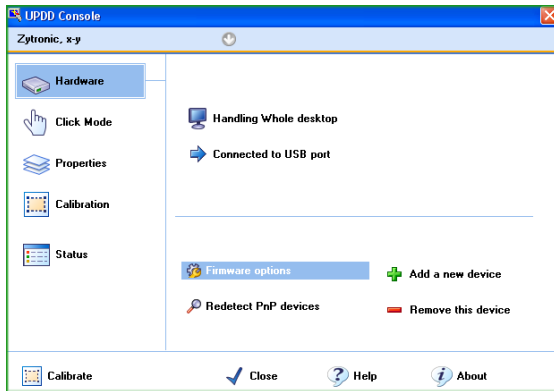 UPDD Console
Zytronic, x-y
Hardware
Click Mode
Properties
Calibration
Status
Handling Whole desktop
Connected to USB port
Firmware options
Add a new device
Redetect PnP devices
Remove this device
Calibrate
Close
Help
About